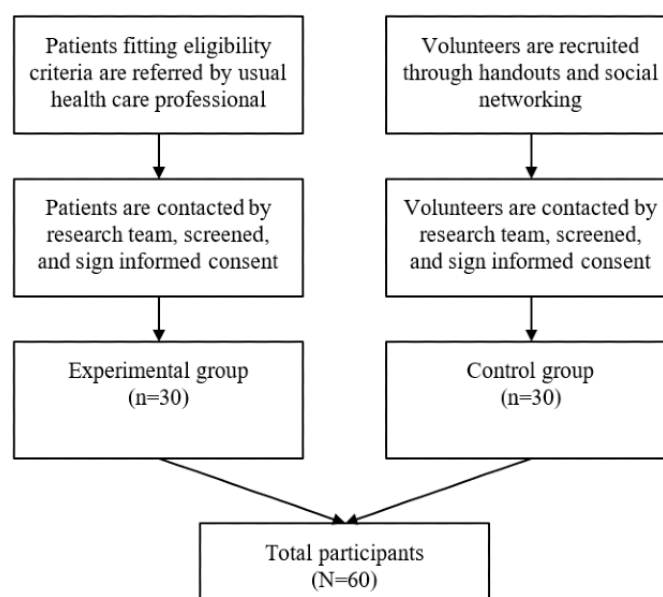 Patients fitting eligibility
criteria are referred by usual
health care professional
Volunteers are recruited
through handouts and social
networking
Patients are contacted by
research team, screened,
and sign informed consent
Volunteers are contacted by
research team, screened,
and sign informed consent
Experimental group
(n=30)
Control group
(n=30)
Total participants
(N=60)